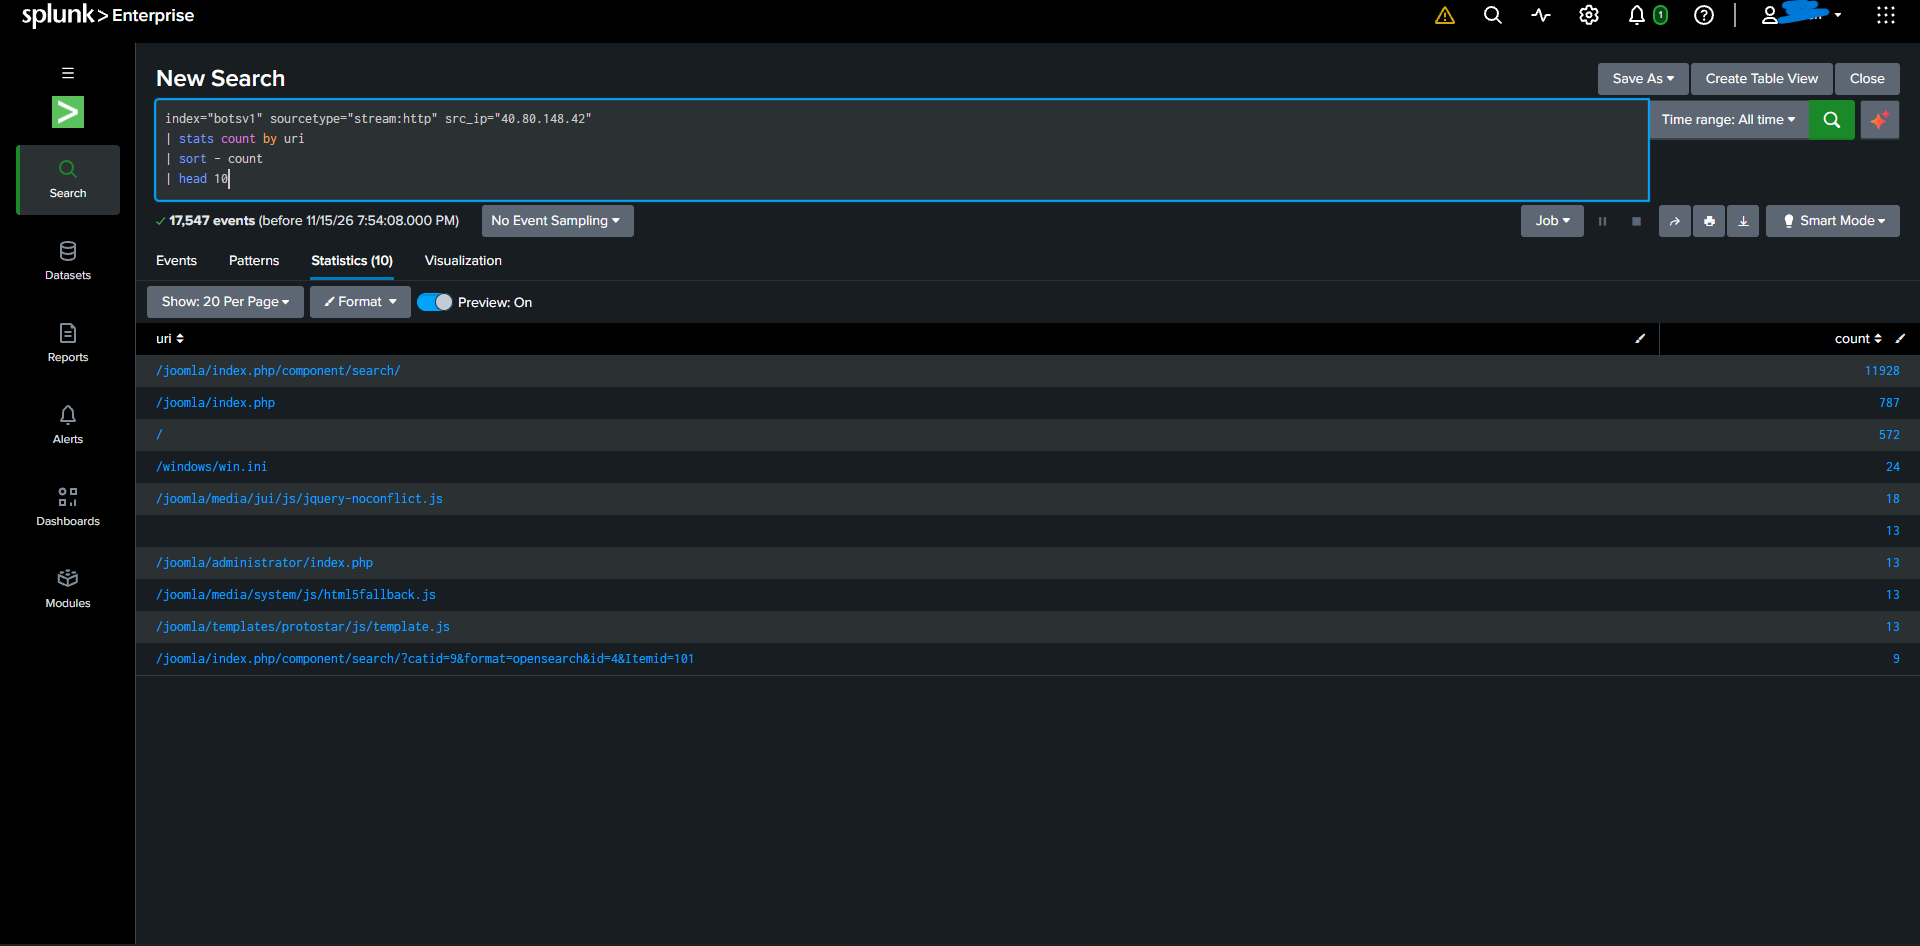 splunk> Enterprise
1
New Search
Save As
Create Table View
Close
index="botsv1" sourcetype="stream:http" src_ip="40.80.148.42"
| stats count by uri
| sort - count
| head 10
Time range: All time
17,547 events (before 11/15/26 7:54:08.000 PM)
No Event Sampling
Job
Smart Mode
Events
Patterns
Statistics (10)
Visualization
Show: 20 Per Page
Format
Preview: On
uri
count
/joomla/index.php/component/search/ 11928
/joomla/index.php 787
/ 572
/windows/win.ini 24
/joomla/media/jui/js/jquery-noconflict.js 18
13
/joomla/administrator/index.php 13
/joomla/media/system/js/html5fallback.js 13
/joomla/templates/protostar/js/template.js 13
/joomla/index.php/component/search/?catid=9&format=opensearch&id=4&Itemid=101 9
Search
Datasets
Reports
Alerts
Dashboards
Modules